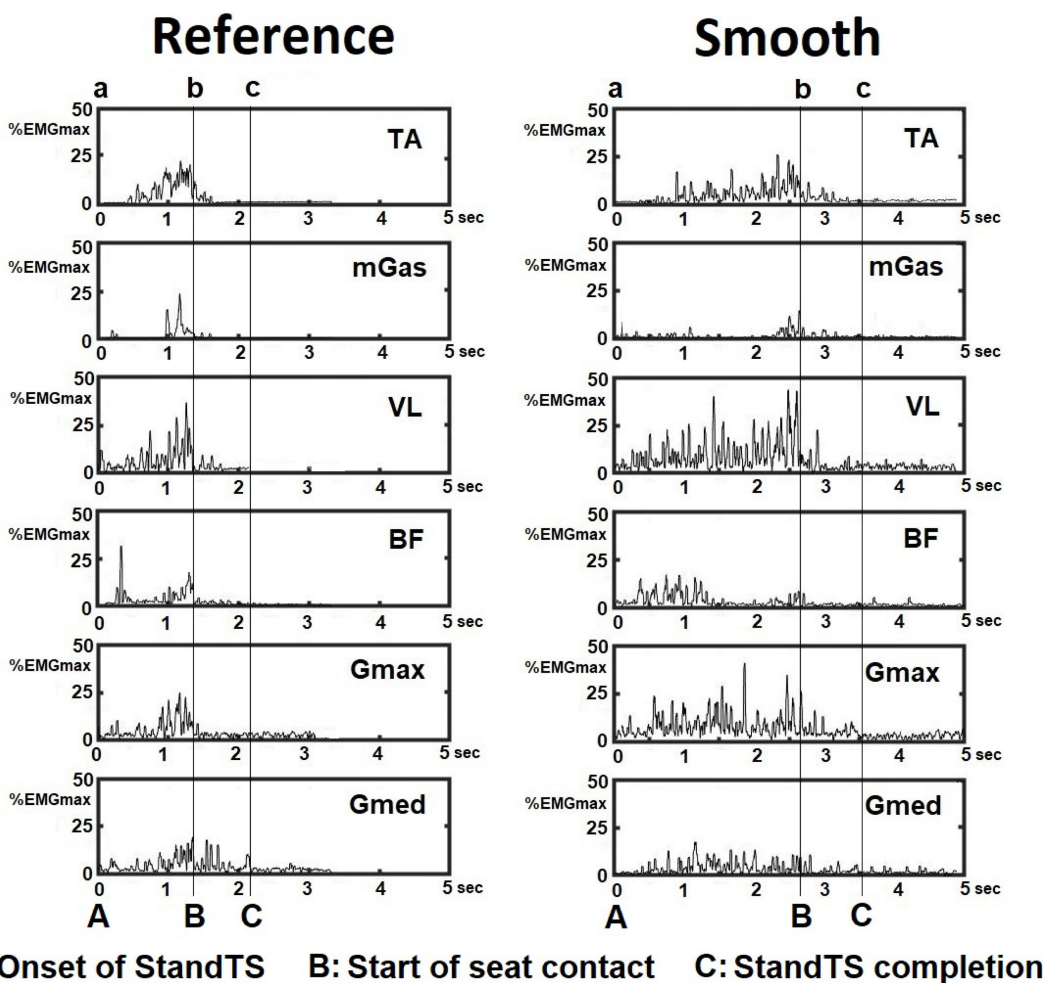 Reference Smooth
a b c a b c
50 50
%EMGmax TA %EMGmax TA
25 25
0 0
0 1 2 3 4 5 sec 0 1 2 3 4 5 sec
50 50
%EMGmax mGas %EMGmax mGas
25 25
0 0
0 1 2 3 4 5 sec 0 1 2 3 4 5 sec
50 50
%EMGmax VL %EMGmax VL
25 25
0 0
0 1 2 3 4 5 sec 0 1 2 3 4 5 sec
50 50
%EMGmax BF %EMGmax BF
25 25
0 0
0 1 2 3 4 5 sec 0 1 2 3 4 5 sec
50 50
%EMGmax Gmax %EMGmax Gmax
25 25
0 0
0 1 2 3 4 5 sec 0 1 2 3 4 5 sec
50 50
%EMGmax Gmed %EMGmax Gmed
25 25
0 0
0 1 2 3 4 5 sec 0 1 2 3 4 5 sec
A B C A B C
Onset of StandTS B: Start of seat contact C: StandTS completion